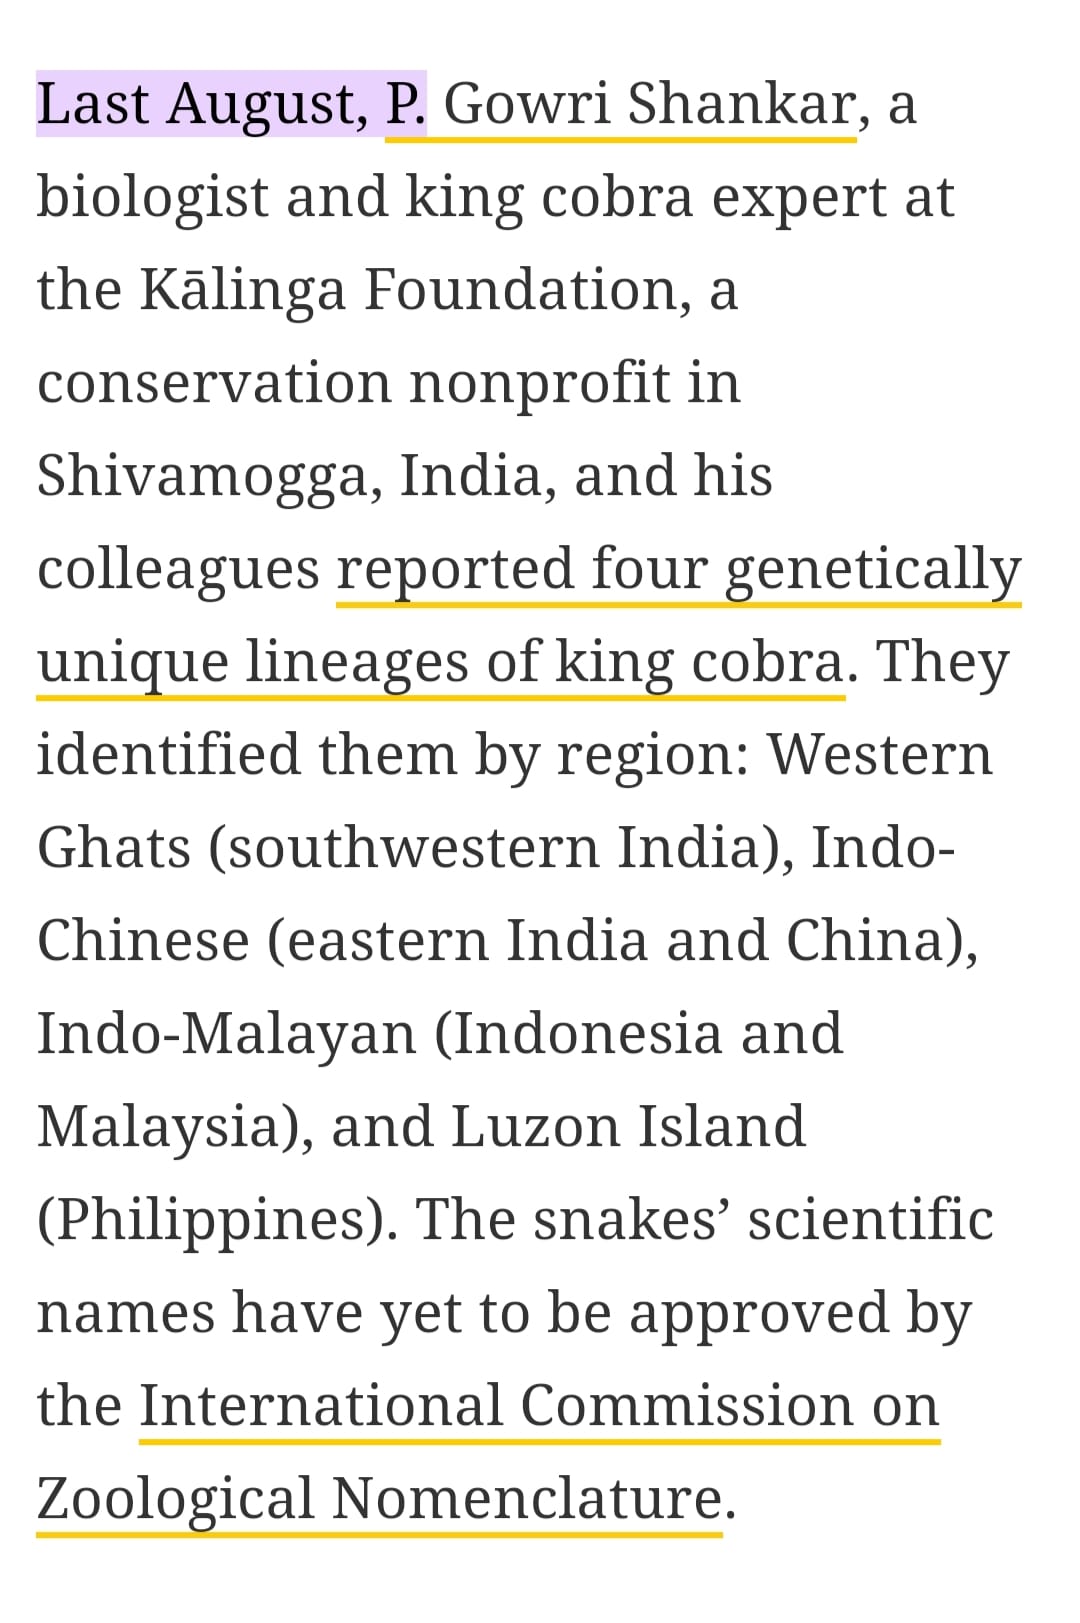 Last August, P. Gowri Shankar, a
biologist and king cobra expert at
the Kālinga Foundation, a
conservation nonprofit in
Shivamogga, India, and his
colleagues reported four genetically
unique lineages of king cobra. They
identified them by region: Western
Ghats (southwestern India), Indo-
Chinese (eastern India and China),
Indo-Malayan (Indonesia and
Malaysia), and Luzon Island
(Philippines). The snakes’ scientific
names have yet to be approved by
the International Commission on
Zoological Nomenclature.